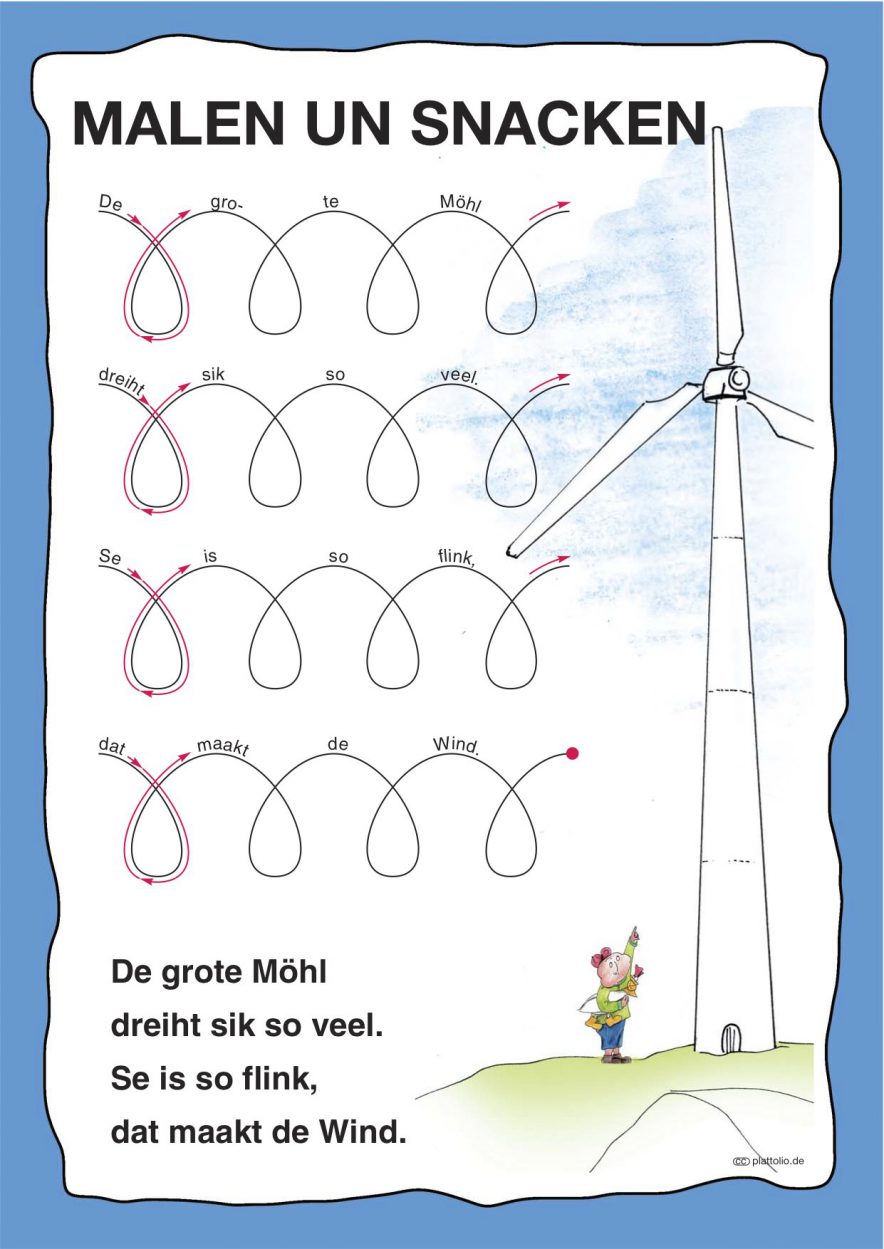 MALEN UN SNACKEN
De gro- te Möhl
dreiht sik so veel.
Se is so flink,
dat maakt de Wind.
De grote Möhl
dreiht sik so veel.
Se is so flink,
dat maakt de Wind.
cc plattolio.de